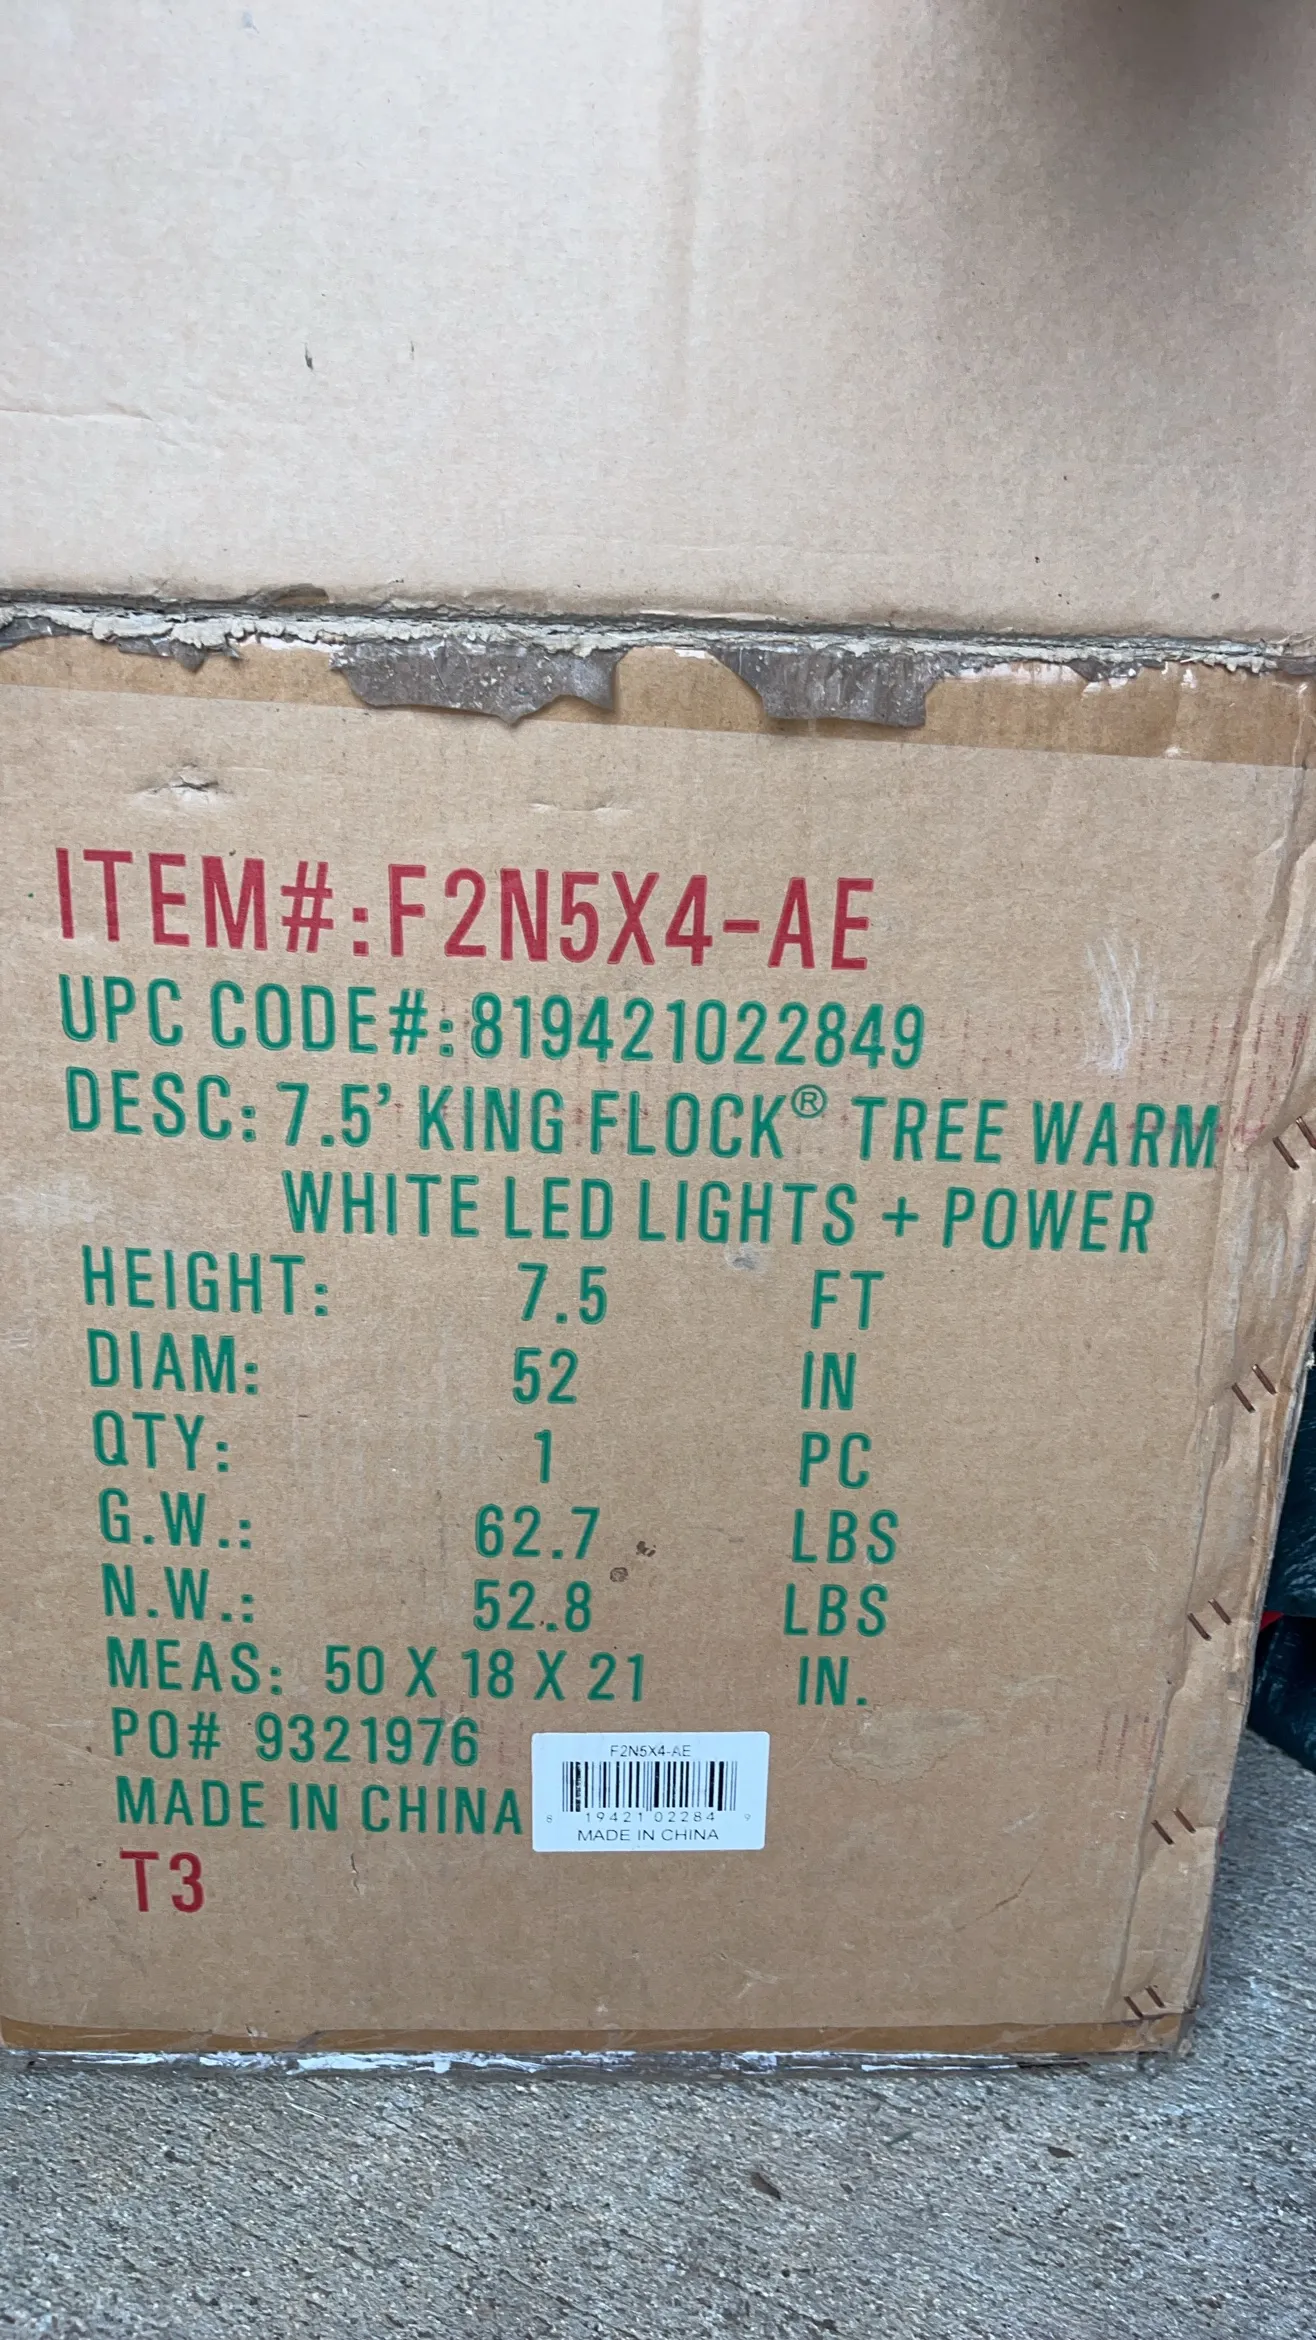 ITEM#:F2N5X4-AE
UPC CODE#:819421022849
DESC: 7.5' KING FLOCK® TREE WARM
WHITE LED LIGHTS + POWER
HEIGHT: 7.5 FT
DIAM: 52 IN
QTY: 1 PC
G.W.: 62.7 LBS
N.W.: 52.8 LBS
MEAS: 50 X 18 X 21 IN.
PO# 9321976
MADE IN CHINA
T3
F2N5X4-AE
8 19421 02284 9
MADE IN CHINA